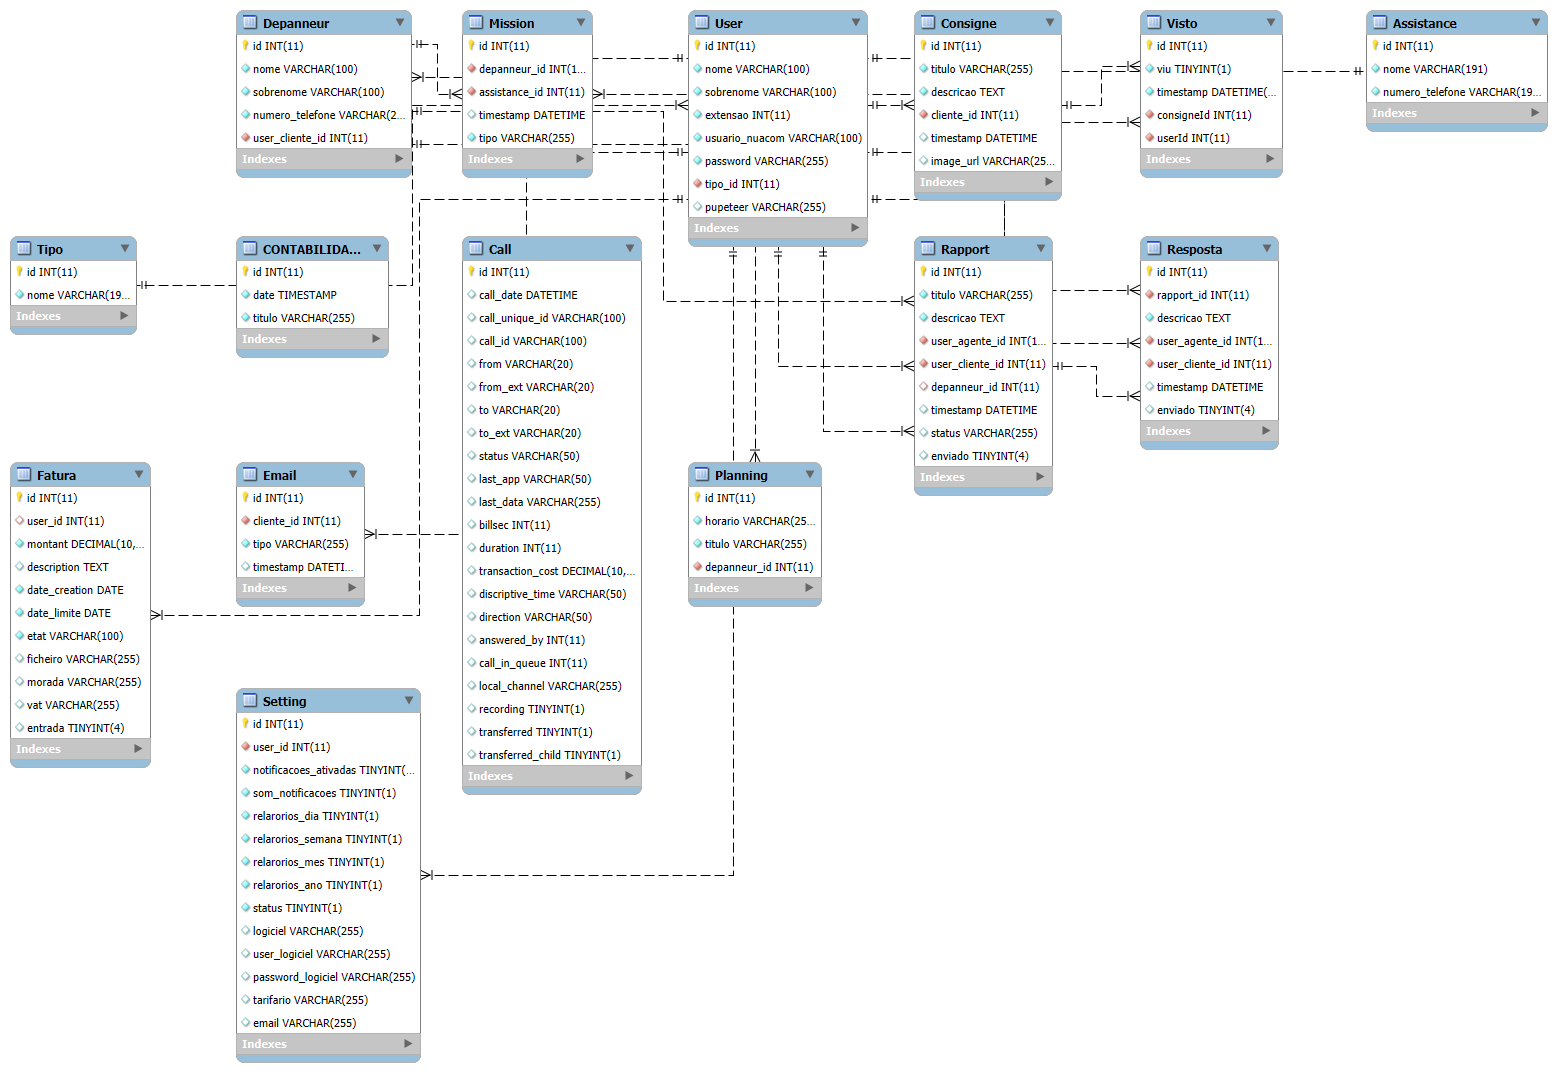 Depanneur
id INT(11)
nome VARCHAR(100)
sobrenome VARCHAR(100)
numero_telefone VARCHAR(2...
user_cliente_id INT(11)
Indexes
Mission
id INT(11)
depanneur_id INT(1...
assistance_id INT(11)
timestamp DATETIME
tipo VARCHAR(255)
Indexes
User
id INT(11)
nome VARCHAR(100)
sobrenome VARCHAR(100)
extensao INT(11)
usuario_nuacom VARCHAR(100)
password VARCHAR(255)
tipo_id INT(11)
pupeteer VARCHAR(255)
Indexes
Consigne
id INT(11)
titulo VARCHAR(255)
descricao TEXT
cliente_id INT(11)
timestamp DATETIME
image_url VARCHAR(25...
Indexes
Visto
id INT(11)
viu TINYINT(1)
timestamp DATETIME(...
consigneId INT(11)
userId INT(11)
Indexes
Assistance
id INT(11)
nome VARCHAR(191)
numero_telefone VARCHAR(19...
Indexes
Tipo
id INT(11)
nome VARCHAR(19...
Indexes
CONTABILIDA...
id INT(11)
date TIMESTAMP
titulo VARCHAR(255)
Indexes
Call
id INT(11)
call_date DATETIME
call_unique_id VARCHAR(100)
call_id VARCHAR(100)
from VARCHAR(20)
from_ext VARCHAR(20)
to VARCHAR(20)
to_ext VARCHAR(20)
status VARCHAR(50)
last_app VARCHAR(50)
last_data VARCHAR(255)
billsec INT(11)
duration INT(11)
transaction_cost DECIMAL(10,...
discriptive_time VARCHAR(50)
direction VARCHAR(50)
answered_by INT(11)
call_in_queue INT(11)
local_channel VARCHAR(255)
recording TINYINT(1)
transferred TINYINT(1)
transferred_child TINYINT(1)
Indexes
Rapport
id INT(11)
titulo VARCHAR(255)
descricao TEXT
user_agente_id INT(1...
user_cliente_id INT(11)
depanneur_id INT(11)
timestamp DATETIME
status VARCHAR(255)
enviado TINYINT(4)
Indexes
Resposta
id INT(11)
rapport_id INT(11)
descricao TEXT
user_agente_id INT(1...
user_cliente_id INT(11)
timestamp DATETIME
enviado TINYINT(4)
Indexes
Fatura
id INT(11)
user_id INT(11)
montant DECIMAL(10,...
description TEXT
date_creation DATE
date_limite DATE
etat VARCHAR(100)
ficheiro VARCHAR(255)
morada VARCHAR(255)
vat VARCHAR(255)
entrada TINYINT(4)
Indexes
Email
id INT(11)
cliente_id INT(11)
tipo VARCHAR(255)
timestamp DATETI...
Indexes
Planning
id INT(11)
horario VARCHAR(25...
titulo VARCHAR(255)
depanneur_id INT(11)
Indexes
Setting
id INT(11)
user_id INT(11)
notificacoes_ativadas TINYINT(...
som_notificacoes TINYINT(1)
relarorios_dia TINYINT(1)
relarorios_semana TINYINT(1)
relarorios_mes TINYINT(1)
relarorios_ano TINYINT(1)
status TINYINT(1)
logiciel VARCHAR(255)
user_logiciel VARCHAR(255)
password_logiciel VARCHAR(255)
tarifario VARCHAR(255)
email VARCHAR(255)
Indexes